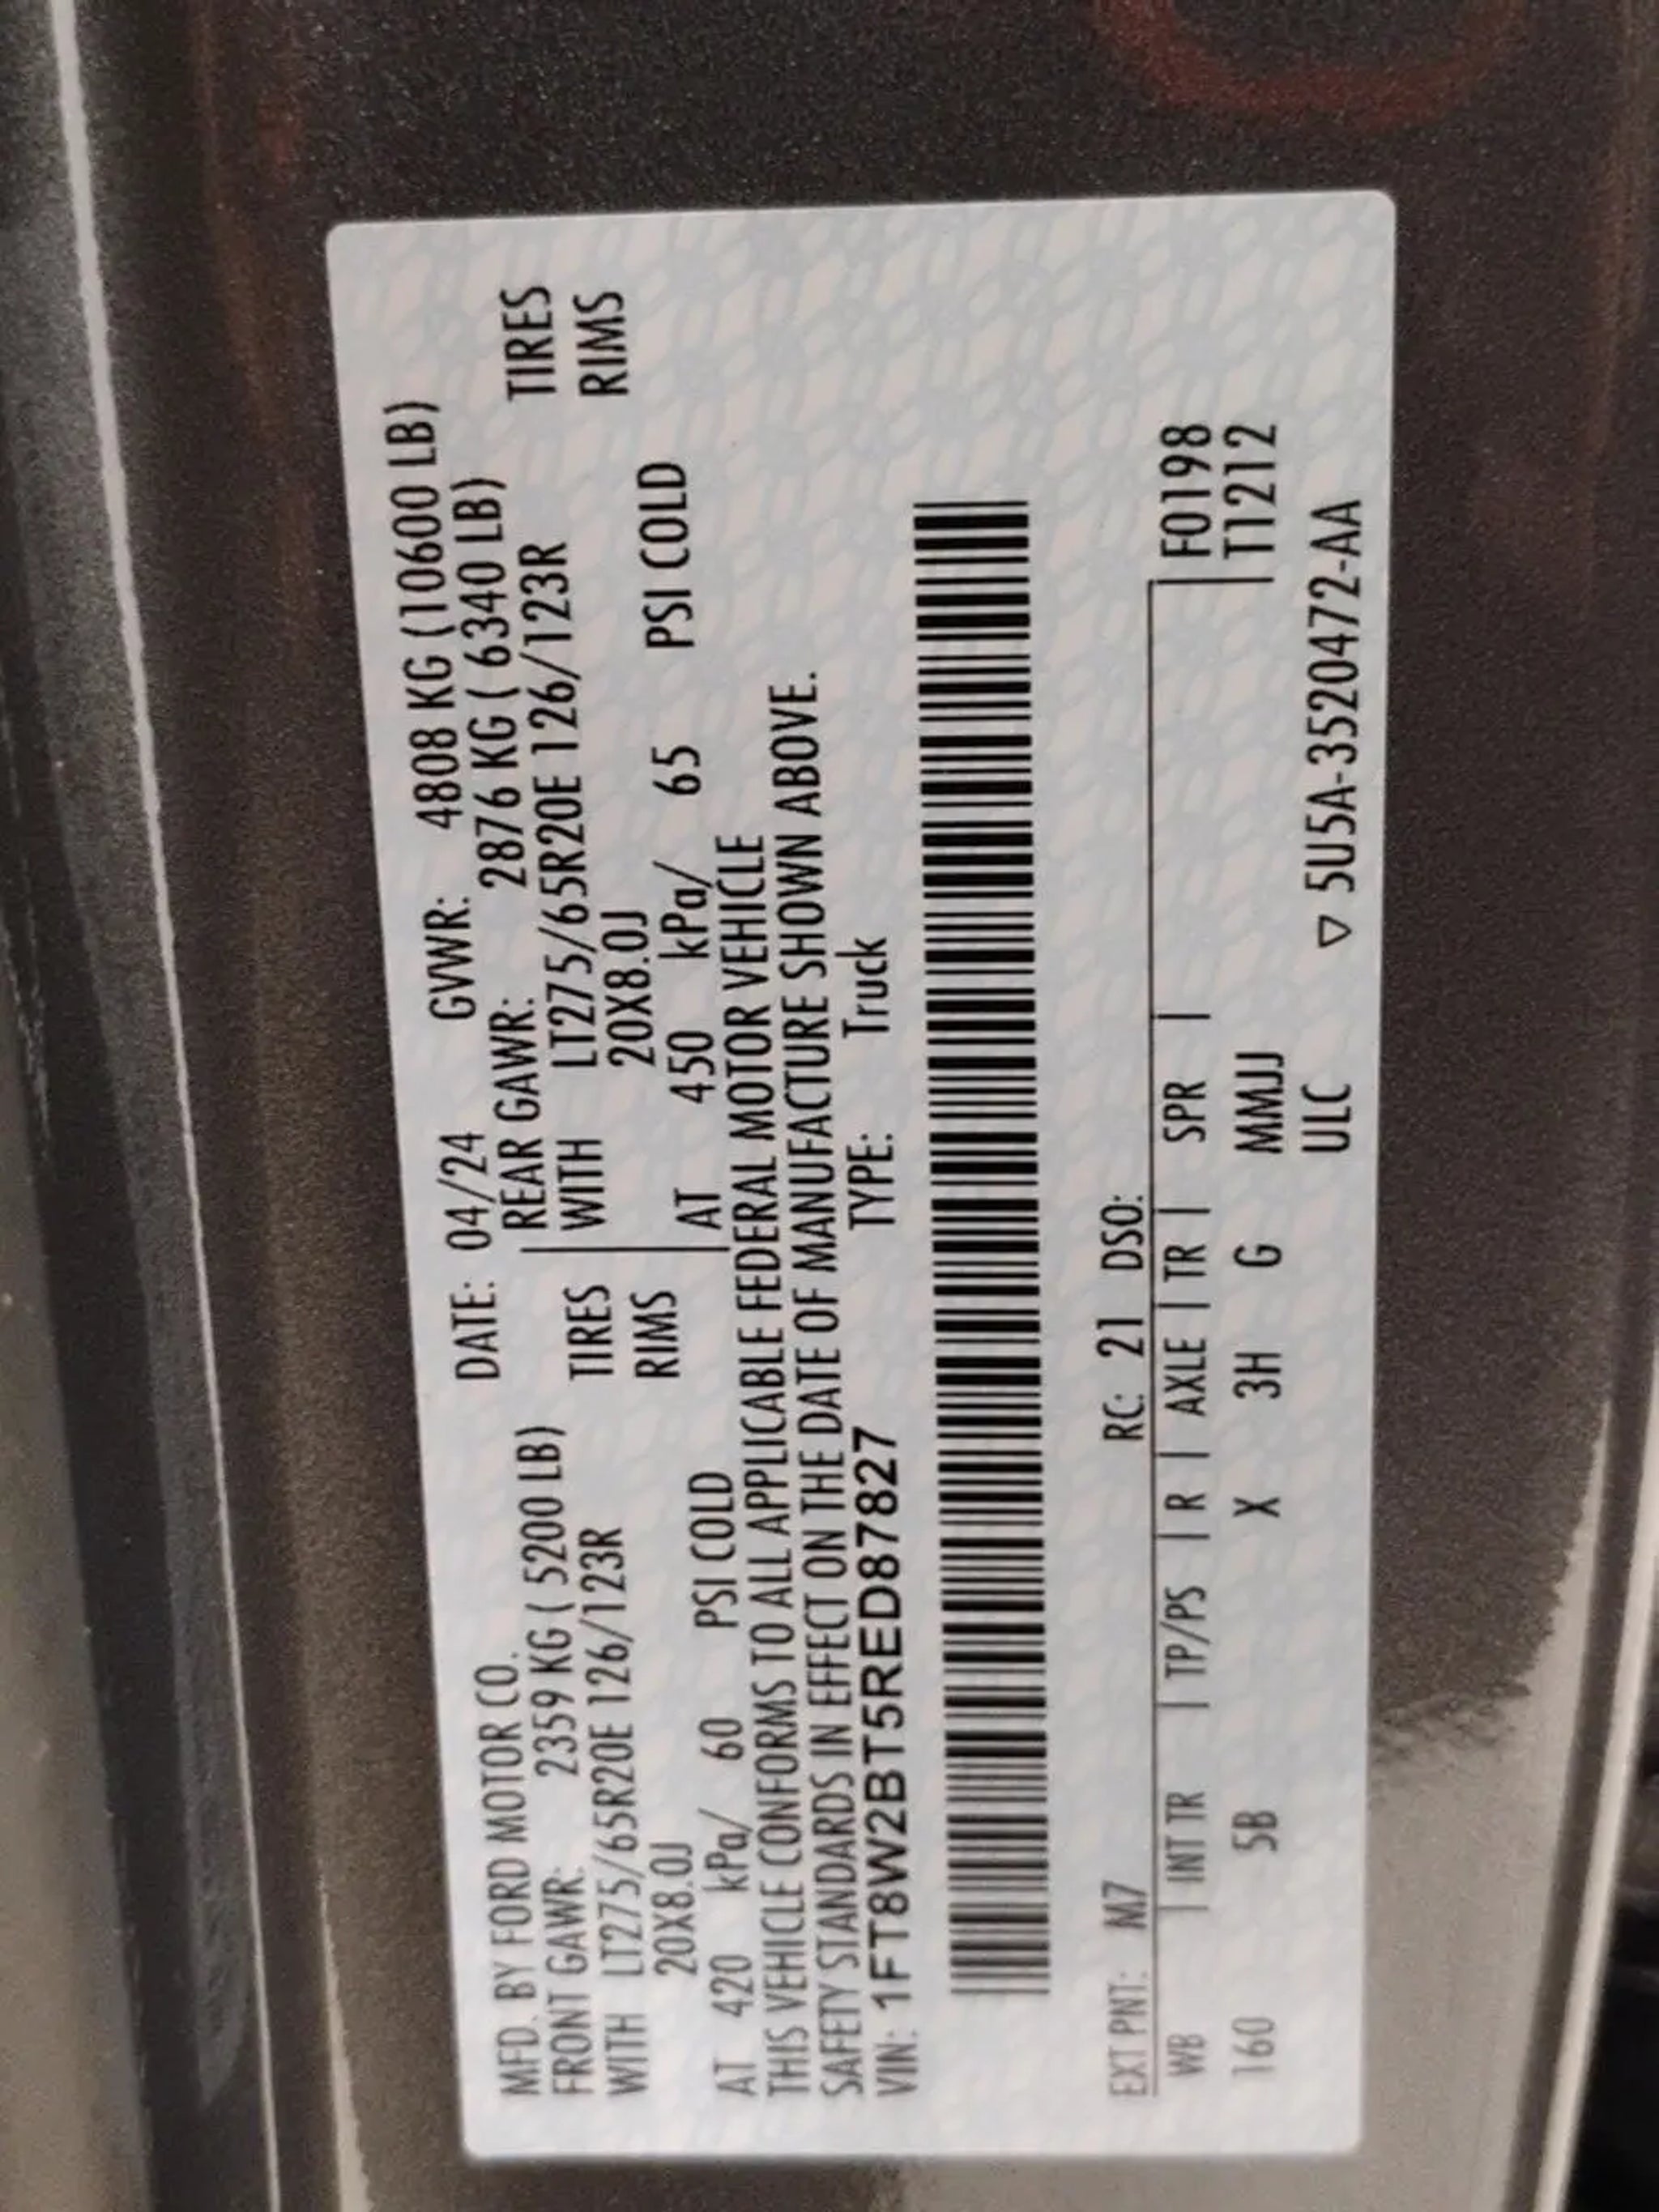 MFD. BY FORD MOTOR CO. DATE: 04/24 GVWR: 4808 KG (10600 LB)
FRONT GAWR: 2359 KG ( 5200 LB) REAR GAWR: 2876 KG ( 6340 LB)
WITH LT275/65R20E 126/123R TIRES WITH LT275/65R20E 126/123R TIRES
20X8.0J RIMS 20X8.0J RIMS
AT 420 kPa/ 60 PSI COLD AT 450 kPa/ 65 PSI COLD
THIS VEHICLE CONFORMS TO ALL APPLICABLE FEDERAL MOTOR VEHICLE
SAFETY STANDARDS IN EFFECT ON THE DATE OF MANUFACTURE SHOWN ABOVE.
VIN: 1FT8W2BT5RED87827 TYPE: Truck
EXT PNT: M7 RC: 21 DSO:
WB | INT TR | TP/PS | R | AXLE | TR | SPR | F0198
160 5B X 3H G MMJJ T1212
ULC ▽ 5U5A-3520472-AA